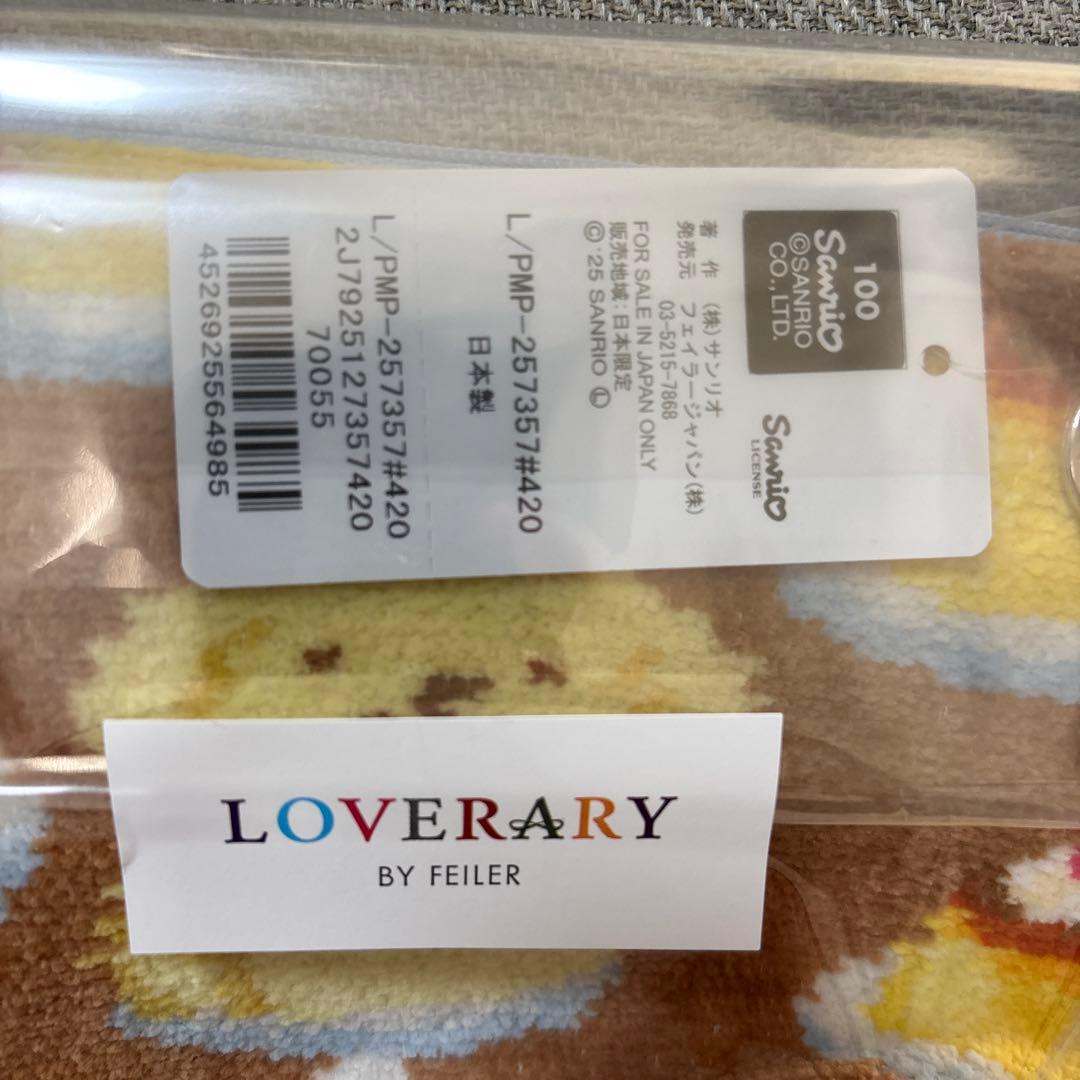 100
Sanrio
©SANRIO
CO.,LTD.
Sanrio
LICENSE
著 作 (株)サンリオ
発売元 フェイラージャパン(株)
03-5215-7868
FOR SALE IN JAPAN ONLY
販売地域:日本限定
©'25 SANRIO Ⓛ
L/PMP-257357#420
日本製
L/PMP-257357#420
2J7925127357420
70055
4526925564985
LOVERARY
BY FEILER